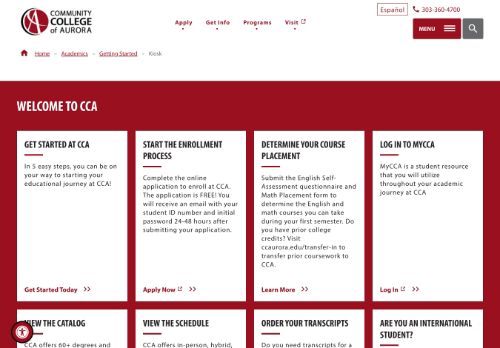 COMMUNITY
COLLEGE
of AURORA
Español
303-360-4700
Apply
Get Info
Programs
Visit
MENU
Home – Academics – Getting Started – Kiosk
WELCOME TO CCA
GET STARTED AT CCA
In 5 easy steps, you can be
on your way to starting your
educational journey at CCA!
Get Started Today
START THE ENROLLMENT
PROCESS
Complete the online
application to enroll at CCA.
The application is FREE! You
will receive an email with your
student ID number and initial
password 24-48 hours after
submitting your application.
Apply Now
DETERMINE YOUR COURSE
PLACEMENT
Submit the English Self-
Assessment questionnaire and
Math Placement form to
determine the English and
math courses you can take
during your first semester. Do
you have prior college
credits? Visit
ccaurora.edu/transfer-in to
transfer prior coursework to
CCA.
Learn More
LOG IN TO MYCCA
MyCCA is a student resource
that you will utilize
throughout your academic
journey at CCA
Log In
VIEW THE CATALOG
CCA offers 60+ degrees and
VIEW THE SCHEDULE
CCA offers in-person, hybrid,
ORDER YOUR TRANSCRIPTS
Do you need transcripts for a
ARE YOU AN INTERNATIONAL
STUDENT?